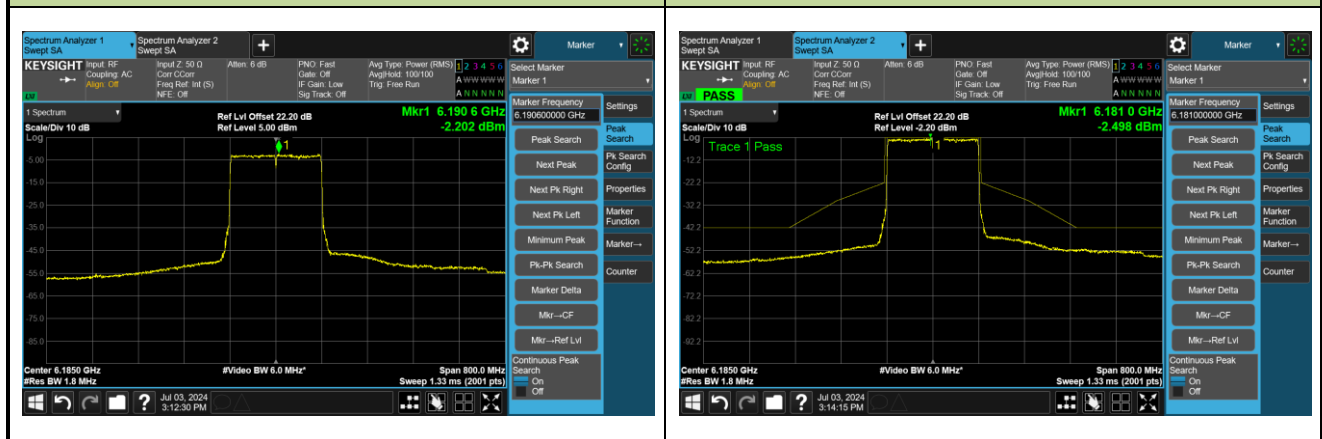 Spectrum Analyzer 1
Swept SA
Spectrum Analyzer 2
Swept SA
Marker
KEYSIGHT
Input: RF
Coupling: AC
Align: Off
Input Z: 50 Ω
Corr CCorr
Freq Ref: Int (S)
NFE: Off
Atten: 6 dB
PNO: Fast
Gate: Off
IF Gain: Low
Sig Track: Off
Avg Type: Power (RMS)
Avg|Hold: 100/100
Trig: Free Run
1 2 3 4 5 6
A W W W W W
A N N N N N
Select Marker
Marker 1
1 Spectrum
Scale/Div 10 dB
Log
Ref Lvl Offset 22.20 dB
Ref Level 5.00 dBm
Mkr1 6.190 6 GHz
-2.202 dBm
1
-5.00
-15.0
-25.0
-35.0
-45.0
-55.0
-65.0
-75.0
-85.0
Center 6.1850 GHz
#Res BW 1.8 MHz
#Video BW 6.0 MHz*
Span 800.0 MHz
Sweep 1.33 ms (2001 pts)
Marker Frequency
6.190600000 GHz
Peak Search
Next Peak
Next Pk Right
Next Pk Left
Minimum Peak
Pk-Pk Search
Marker Delta
Mkr→CF
Mkr→Ref Lvl
Continuous Peak
Search
On
Off
Settings
Peak
Search
Pk Search
Config
Properties
Marker
Function
Marker→
Counter
?
Jul 03, 2024
3:12:30 PM
Spectrum Analyzer 1
Swept SA
Spectrum Analyzer 2
Swept SA
Marker
KEYSIGHT
Input: RF
Coupling: AC
Align: Off
PASS
Input Z: 50 Ω
Corr CCorr
Freq Ref: Int (S)
NFE: Off
Atten: 6 dB
PNO: Fast
Gate: Off
IF Gain: Low
Sig Track: Off
Avg Type: Power (RMS)
Avg|Hold: 100/100
Trig: Free Run
1 2 3 4 5 6
A W W W W W
A N N N N N
Select Marker
Marker 1
1 Spectrum
Scale/Div 10 dB
Log
Ref Lvl Offset 22.20 dB
Ref Level -2.20 dBm
Mkr1 6.181 0 GHz
-2.498 dBm
Trace 1 Pass
1
-12.2
-22.2
-32.2
-42.2
-52.2
-62.2
-72.2
-82.2
-92.2
Center 6.1850 GHz
#Res BW 1.8 MHz
#Video BW 6.0 MHz*
Span 800.0 MHz
Sweep 1.33 ms (2001 pts)
Marker Frequency
6.181000000 GHz
Peak Search
Next Peak
Next Pk Right
Next Pk Left
Minimum Peak
Pk-Pk Search
Marker Delta
Mkr→CF
Mkr→Ref Lvl
Continuous Peak
Search
On
Off
Settings
Peak
Search
Pk Search
Config
Properties
Marker
Function
Marker→
Counter
?
Jul 03, 2024
3:14:15 PM